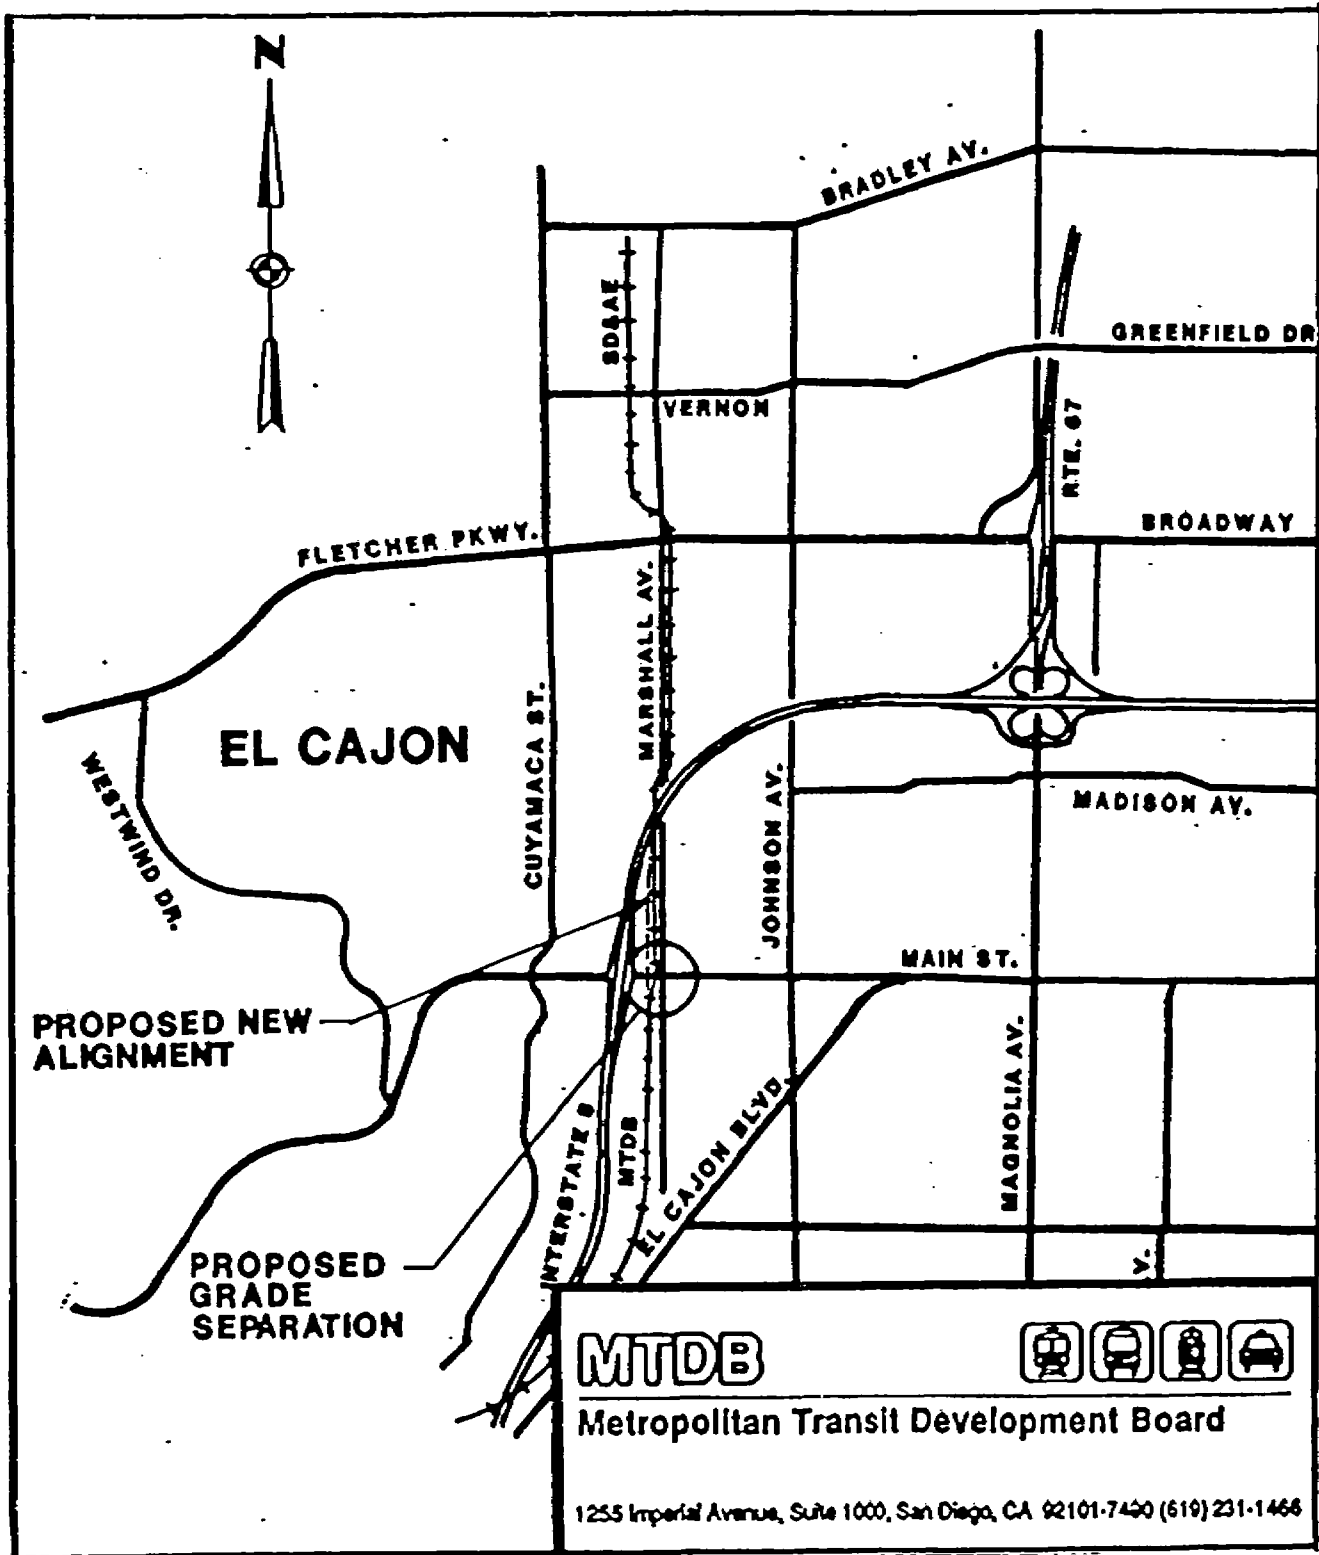 N
BRADLEY AV.
SD&AE
GREENFIELD DR
VERNON
RTE. 67
BROADWAY
FLETCHER PKWY.
MARSHALL AV.
EL CAJON
CUYAMACA ST.
WESTWIND DR.
JOHNSON AV.
MADISON AV.
MAIN ST.
PROPOSED NEW
ALIGNMENT
MAGNOLIA AV.
INTERSTATE 8
MTDB
EL CAJON BLVD.
PROPOSED
GRADE
SEPARATION
V.
MTDB
Metropolitan Transit Development Board
1255 Imperial Avenue, Suite 1000, San Diego, CA 92101-7490 (619) 231-1466